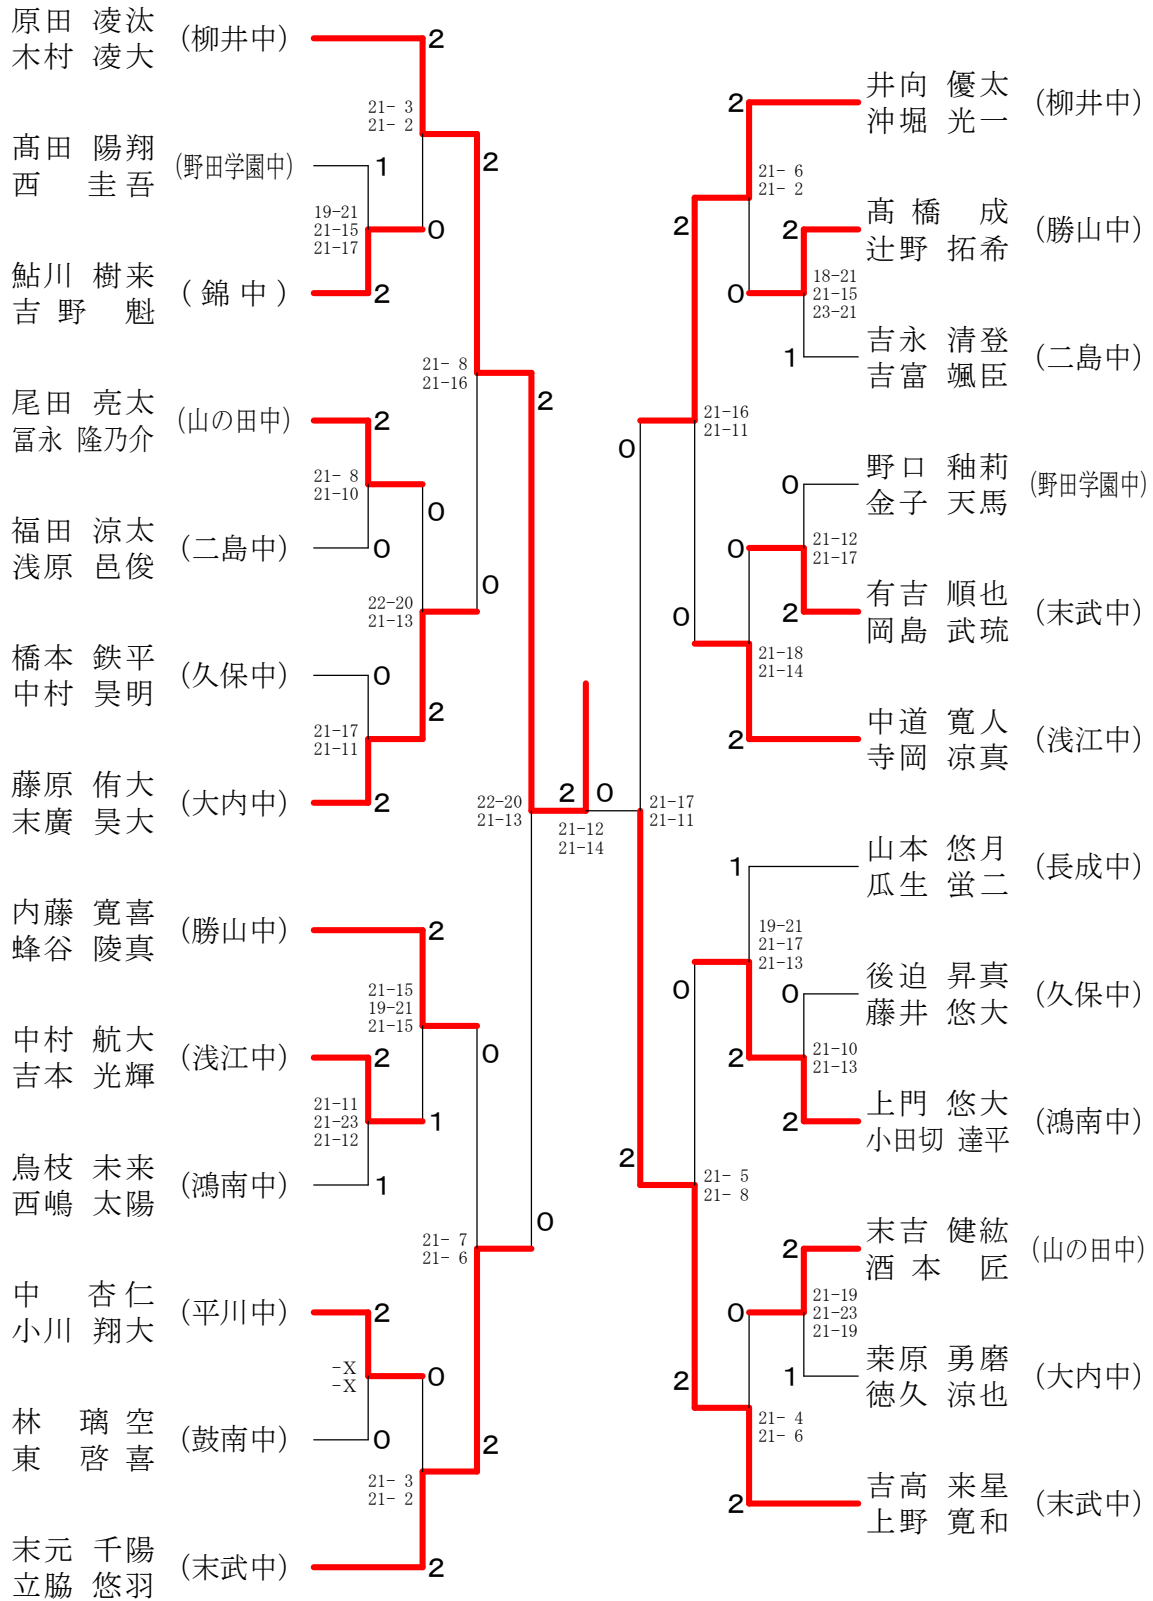 原田 凌汰
木村 凌大
(柳井中)
2
21- 3
21- 2
2
髙田 陽翔
西 圭吾
(野田学園中)
1
19-21
21-15
21-17
0
鮎川 樹来
吉野 魁
(錦中)
2
21- 8
21-16
2
尾田 亮太
冨永 隆乃介
(山の田中)
2
21- 8
21-10
0
福田 涼太
浅原 邑俊
(二島中)
0
22-20
21-13
0
橋本 鉄平
中村 昊明
(久保中)
0
21-17
21-11
2
藤原 侑大
末廣 昊大
(大内中)
2
22-20
21-13
2
0
21-12
21-14
内藤 寛喜
蜂谷 陵真
(勝山中)
2
21-15
19-21
21-15
0
中村 航大
吉本 光輝
(浅江中)
2
21-11
21-23
21-12
1
鳥枝 未来
西嶋 太陽
(鴻南中)
1
21- 7
21- 6
0
中 杏仁
小川 翔大
(平川中)
2
-X
-X
0
林 璃空
東 啓喜
(鼓南中)
0
2
21- 3
21- 2
末元 千陽
立脇 悠羽
(末武中)
2
2
井向 優太
沖堀 光一
(柳井中)
21- 6
21- 2
2
2
髙橋 成
辻野 拓希
(勝山中)
0
18-21
21-15
23-21
1
吉永 清登
吉富 颯臣
(二島中)
0
21-16
21-11
0
野口 釉莉
金子 天馬
(野田学園中)
0
21-12
21-17
2
有吉 順也
岡島 武琉
(末武中)
0
21-18
21-14
2
中道 寛人
寺岡 凉真
(浅江中)
21-17
21-11
1
山本 悠月
瓜生 蛍二
(長成中)
19-21
21-17
21-13
0
0
後迫 昇真
藤井 悠大
(久保中)
2
21-10
21-13
2
上門 悠大
小田切 達平
(鴻南中)
2
21- 5
21- 8
2
末吉 健紘
酒本 匠
(山の田中)
0
21-19
21-23
21-19
2
1
桒原 勇磨
徳久 涼也
(大内中)
21- 4
21- 6
2
吉高 来星
上野 寛和
(末武中)